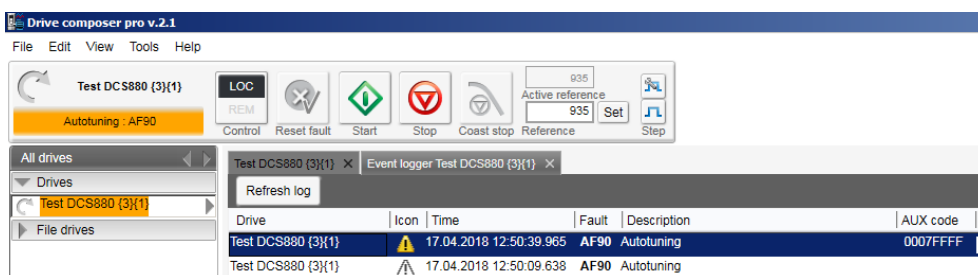 Drive composer pro v.2.1
File Edit View Tools Help
Test DCS880 {3}{1}
Autotuning : AF90
LOC
REM
Control Reset fault Start Stop Coast stop
935
Active reference
935 Set
Reference Step
All drives
Drives
Test DCS880 {3}{1}
File drives
Test DCS880 {3}{1} Event logger Test DCS880 {3}{1}
Refresh log
Drive Icon Time Fault Description AUX code
Test DCS880 {3}{1} 17.04.2018 12:50:39.965 AF90 Autotuning 0007FFFF
Test DCS880 {3}{1} 17.04.2018 12:50:09.638 AF90 Autotuning